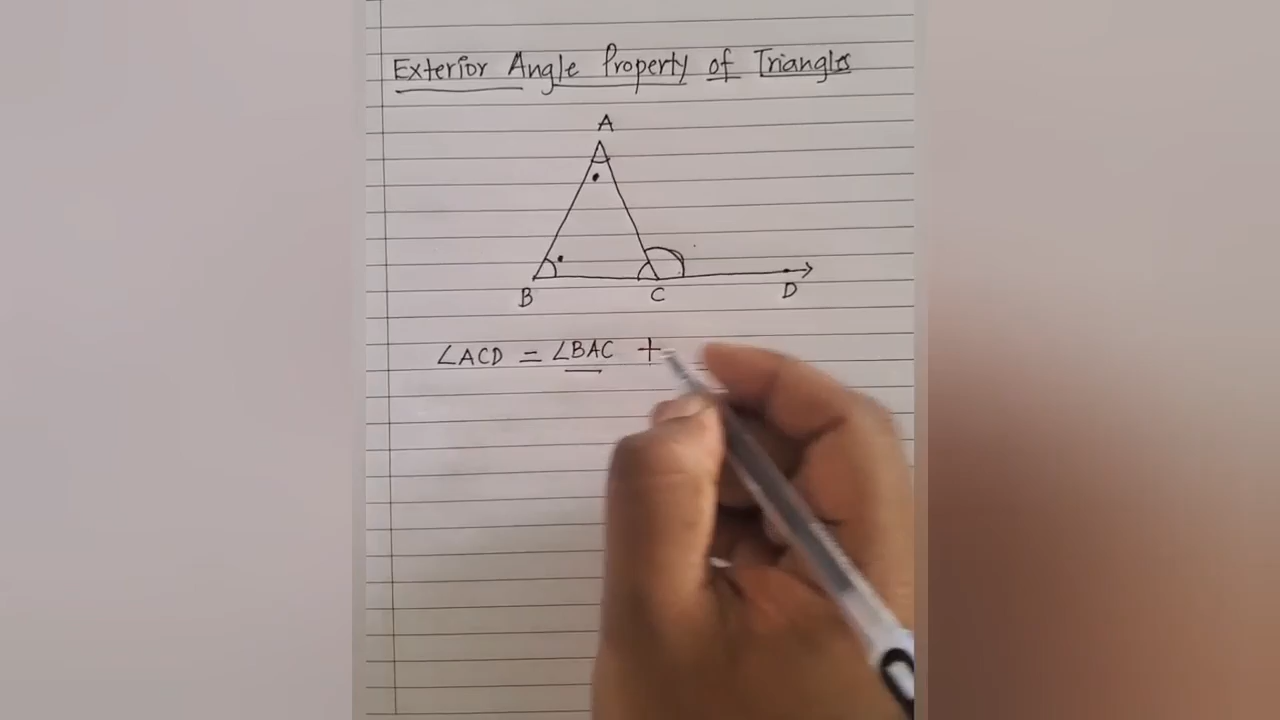 Exterior Angle Property of Triangles
A
B C D
∠ACD = ∠BAC +